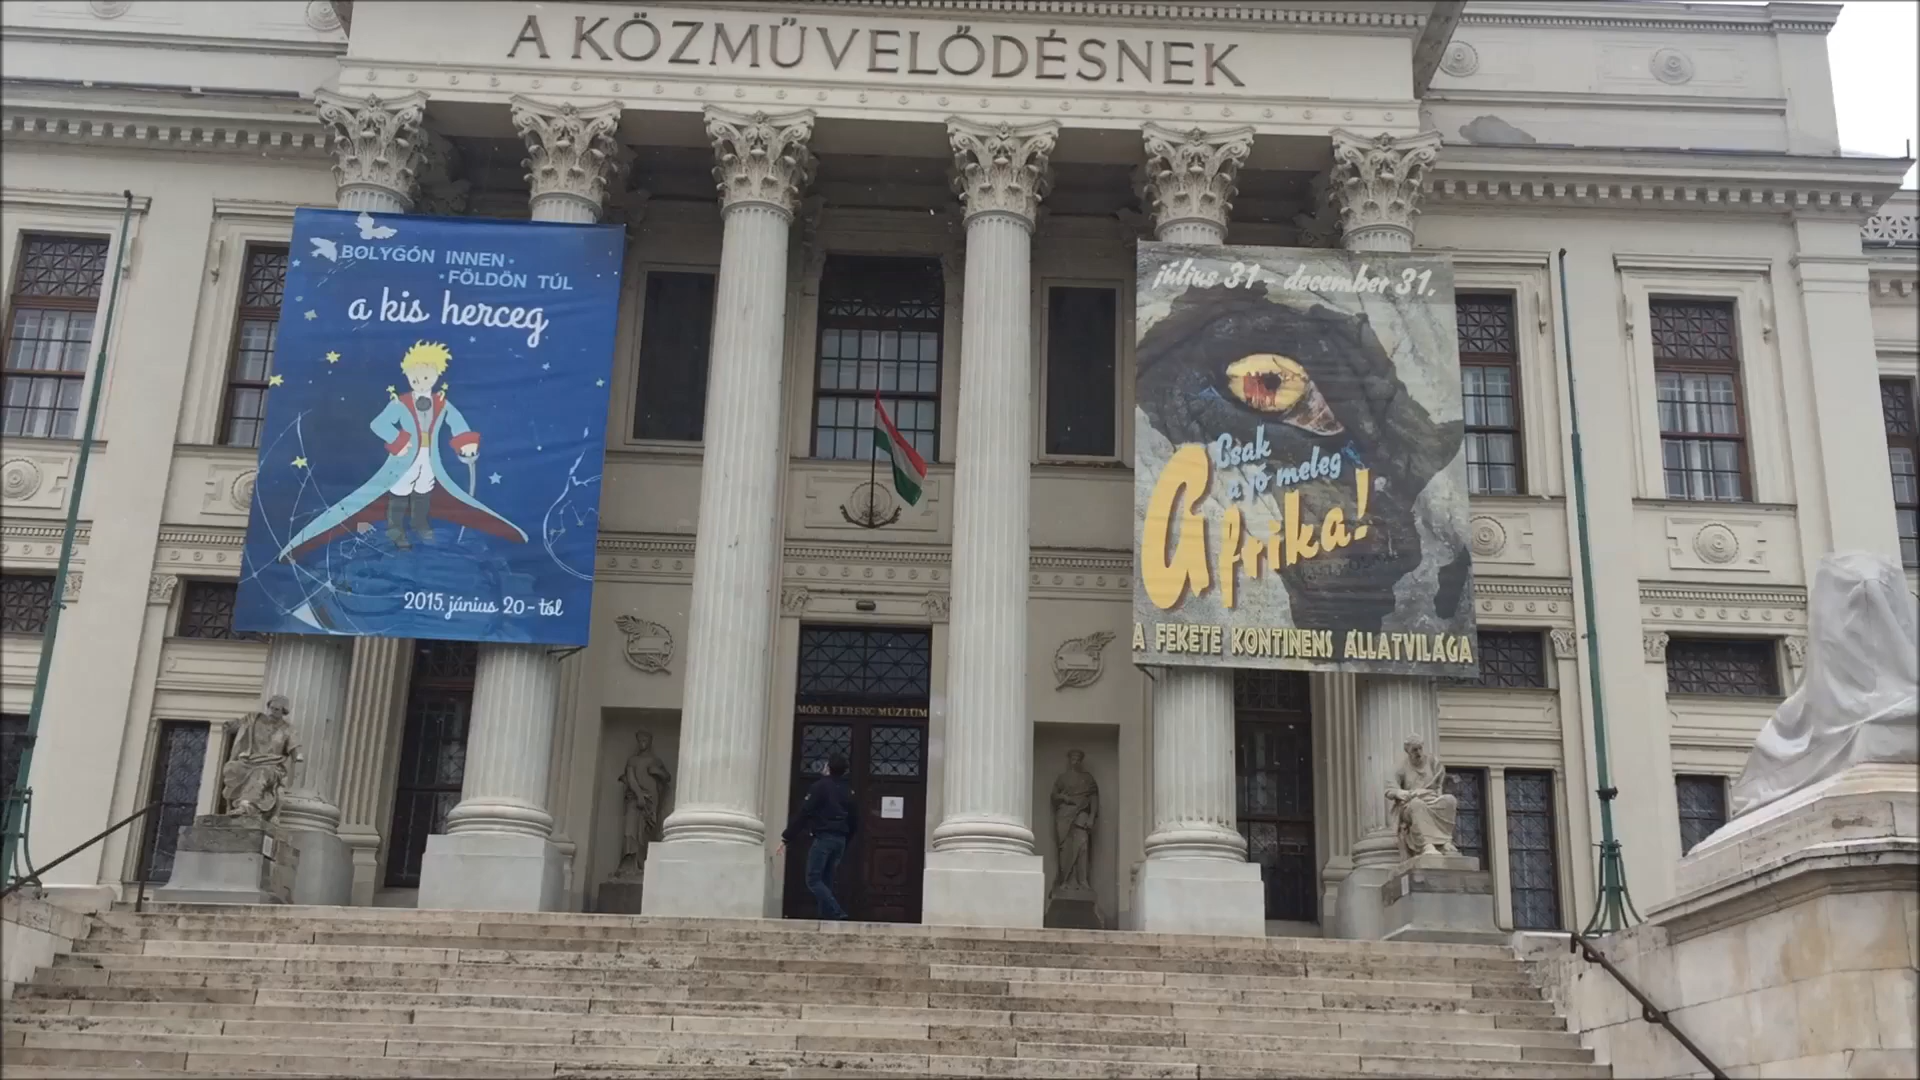 A KÖZMŰVELŐDÉSNEK
BOLYGÓN INNEN
FÖLDÖN TÚL
a kis herceg
2015. június 20-tól
július 31 - december 31.
Csak
a jó meleg
Afrika!
A FEKETE KONTINENS ÁLLATVILÁGA
MÓRA FERENC MÚZEUM